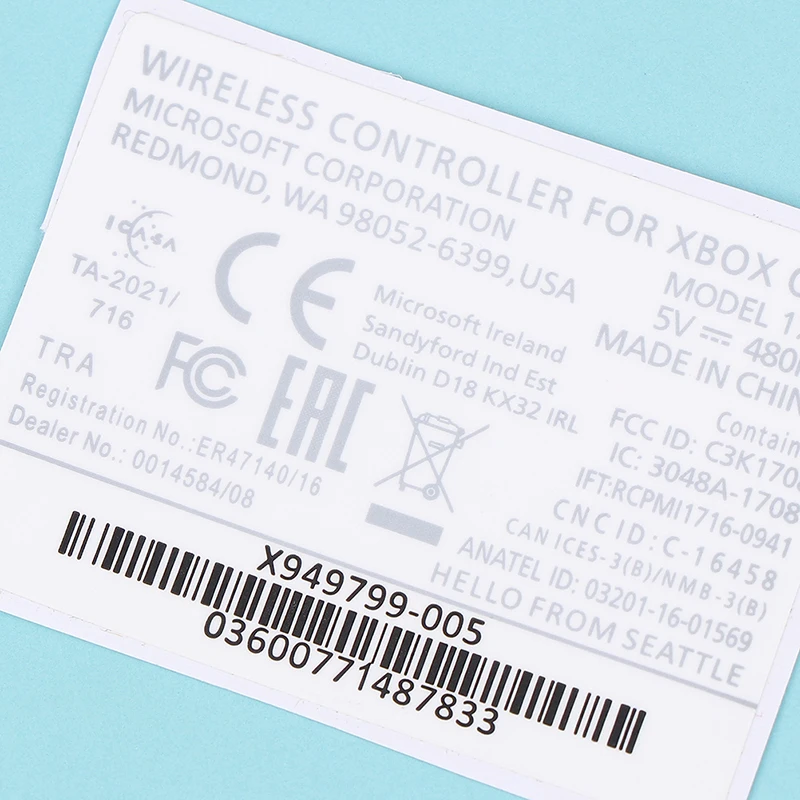 WIRELESS CONTROLLER FOR XBOX
MICROSOFT CORPORATION
REDMOND, WA 98052-6399, USA
MODEL 17
5V ⎓ 480
MADE IN CHIN
ICASA
TA-2021/
716
CE
Microsoft Ireland
Sandyford Ind Est
Dublin D18 KX32 IRL
FC
EAC
TRA
Registration No.:ER47140/16
Dealer No.: 0014584/08
Contain
FCC ID: C3K170
IC: 3048A-1708
IFT:RCPMI1716-0941
CNC ID: C-16458
CAN ICES-3(B)/NMB-3(B)
ANATEL ID: 03201-16-01569
HELLO FROM SEATTLE
X949799-005
03600771487833